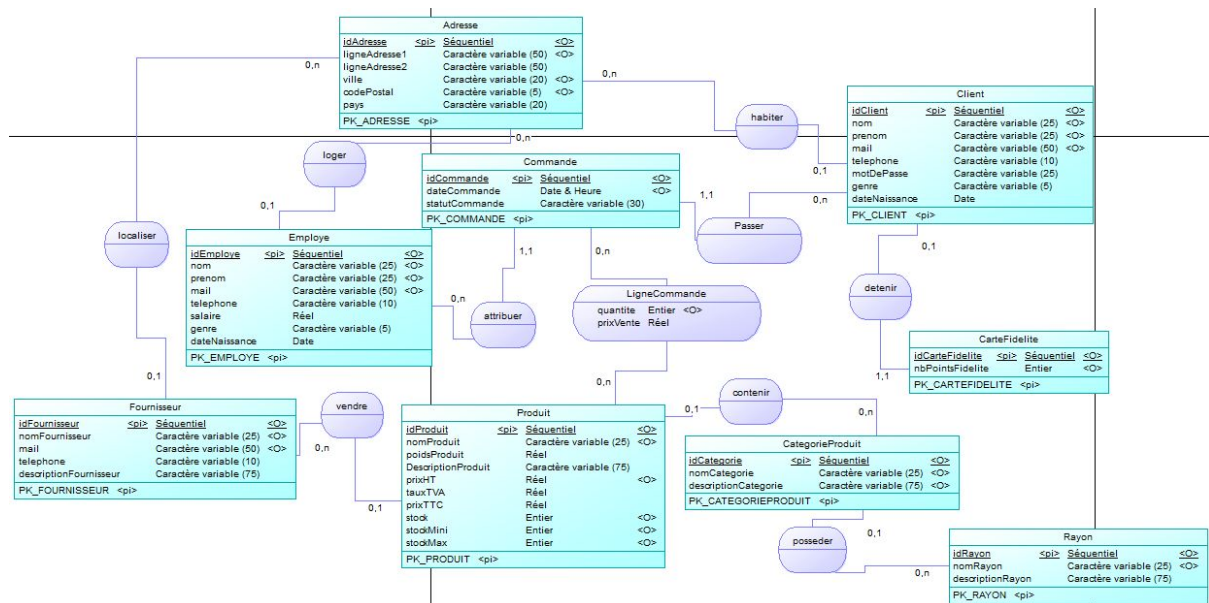 Adresse
idAdresse <pi> Séquentiel <O>
ligneAdresse1 Caractère variable (50) <O>
ligneAdresse2 Caractère variable (50)
ville Caractère variable (20) <O>
codePostal Caractère variable (5) <O>
pays Caractère variable (20)
PK_ADRESSE <pi>
0,n
0,n
0,n
habiter
0,1
Client
idClient <pi> Séquentiel <O>
nom Caractère variable (25) <O>
prenom Caractère variable (25) <O>
mail Caractère variable (50) <O>
telephone Caractère variable (10)
motDePasse Caractère variable (25)
genre Caractère variable (5)
dateNaissance Date
PK_CLIENT <pi>
loger
0,1
Commande
idCommande <pi> Séquentiel <O>
dateCommande Date & Heure <O>
statutCommande Caractère variable (30)
PK_COMMANDE <pi>
1,1
Passer
0,n
localiser
Employe
idEmploye <pi> Séquentiel <O>
nom Caractère variable (25) <O>
prenom Caractère variable (25) <O>
mail Caractère variable (50) <O>
telephone Caractère variable (10)
salaire Réel
genre Caractère variable (5)
dateNaissance Date
PK_EMPLOYE <pi>
1,1
0,n
attribuer
0,n
LigneCommande
quantite Entier <O>
prixVente Réel
0,n
0,1
detenir
1,1
CarteFidelite
idCarteFidelite <pi> Séquentiel <O>
nbPointsFidelite Entier <O>
PK_CARTEFIDELITE <pi>
0,1
Fournisseur
idFournisseur <pi> Séquentiel <O>
nomFournisseur Caractère variable (25) <O>
mail Caractère variable (50) <O>
telephone Caractère variable (10)
descriptionFournisseur Caractère variable (75)
PK_FOURNISSEUR <pi>
vendre
0,n
0,1
Produit
idProduit <pi> Séquentiel <O>
nomProduit Caractère variable (25) <O>
poidsProduit Réel
DescriptionProduit Caractère variable (75)
prixHT Réel <O>
tauxTVA Réel
prixTTC Réel
stock Entier <O>
stockMini Entier <O>
stockMax Entier <O>
PK_PRODUIT <pi>
0,1
contenir
0,n
CategorieProduit
idCategorie <pi> Séquentiel <O>
nomCategorie Caractère variable (25) <O>
descriptionCategorie Caractère variable (75) <O>
PK_CATEGORIEPRODUIT <pi>
0,1
posseder
0,n
Rayon
idRayon <pi> Séquentiel <O>
nomRayon Caractère variable (25) <O>
descriptionRayon Caractère variable (75)
PK_RAYON <pi>